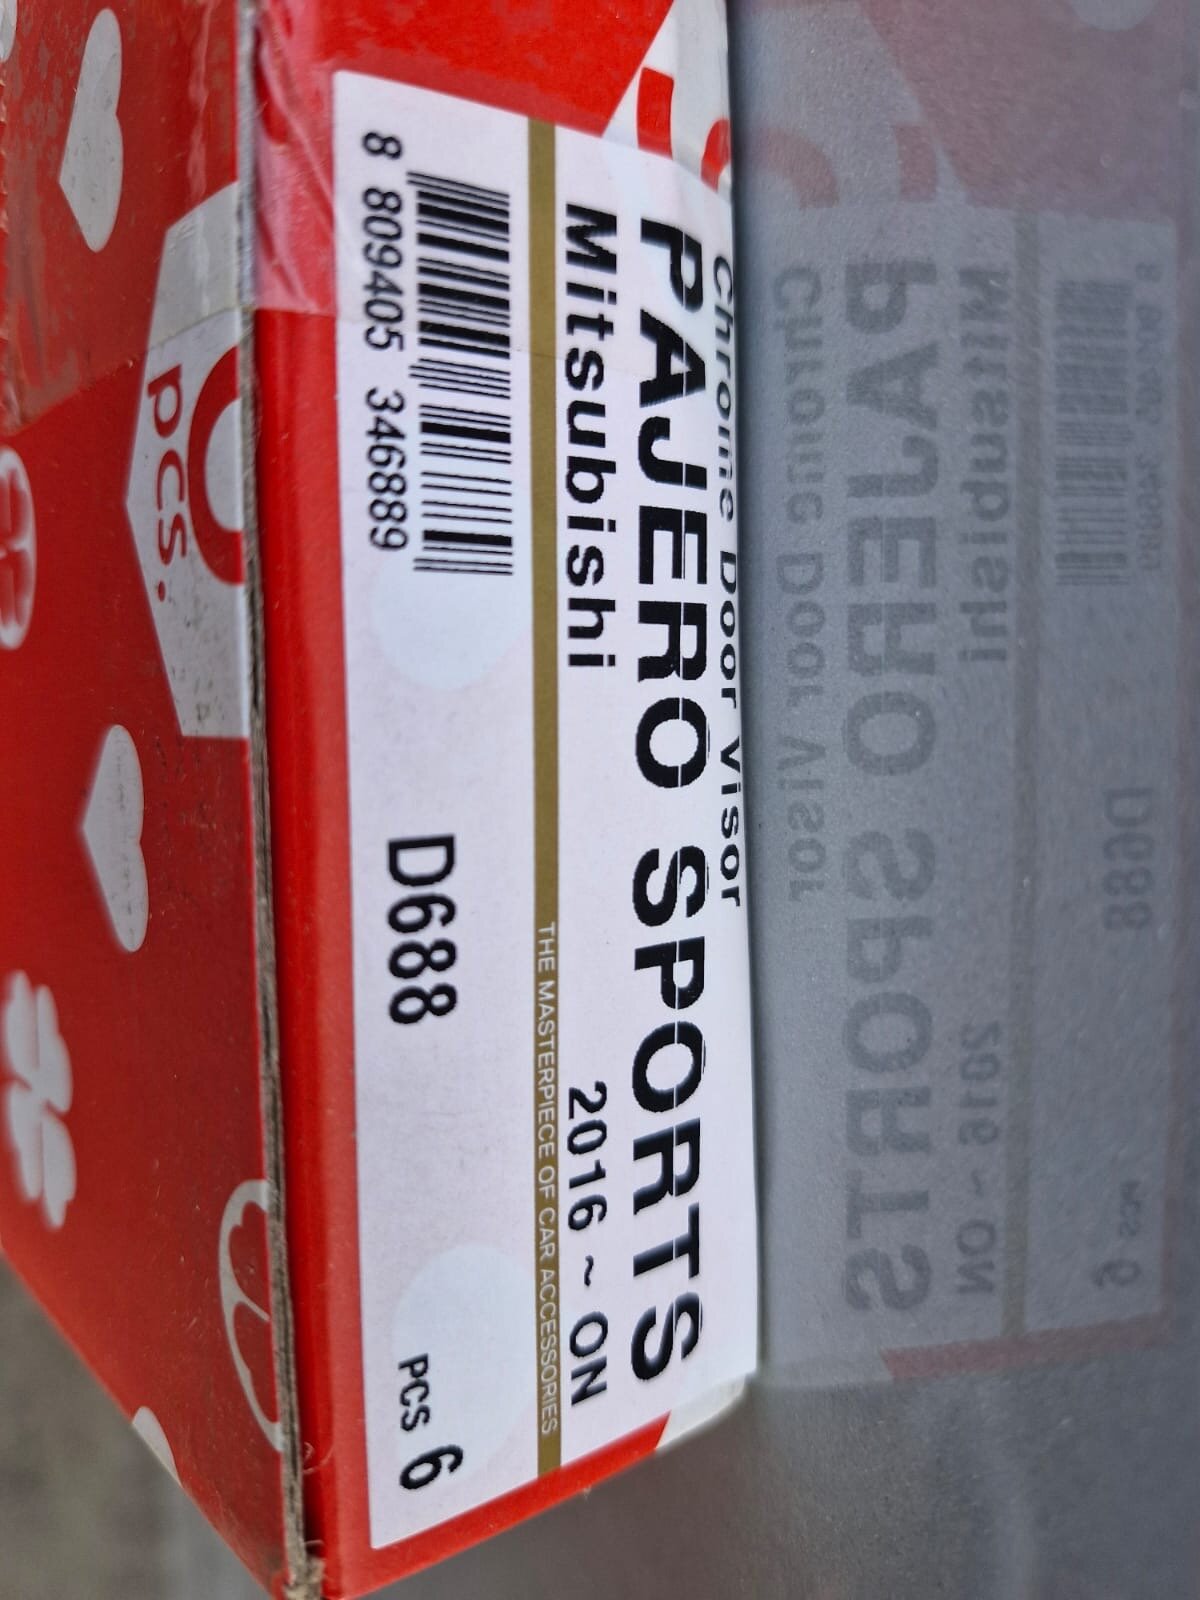 Chrome Door Visor
PAJERO SPORTS
Mitsubishi 2016 ~ ON
THE MASTERPIECE OF CAR ACCESSORIES
8 809405 346889
D688
PCS 6
pcs.